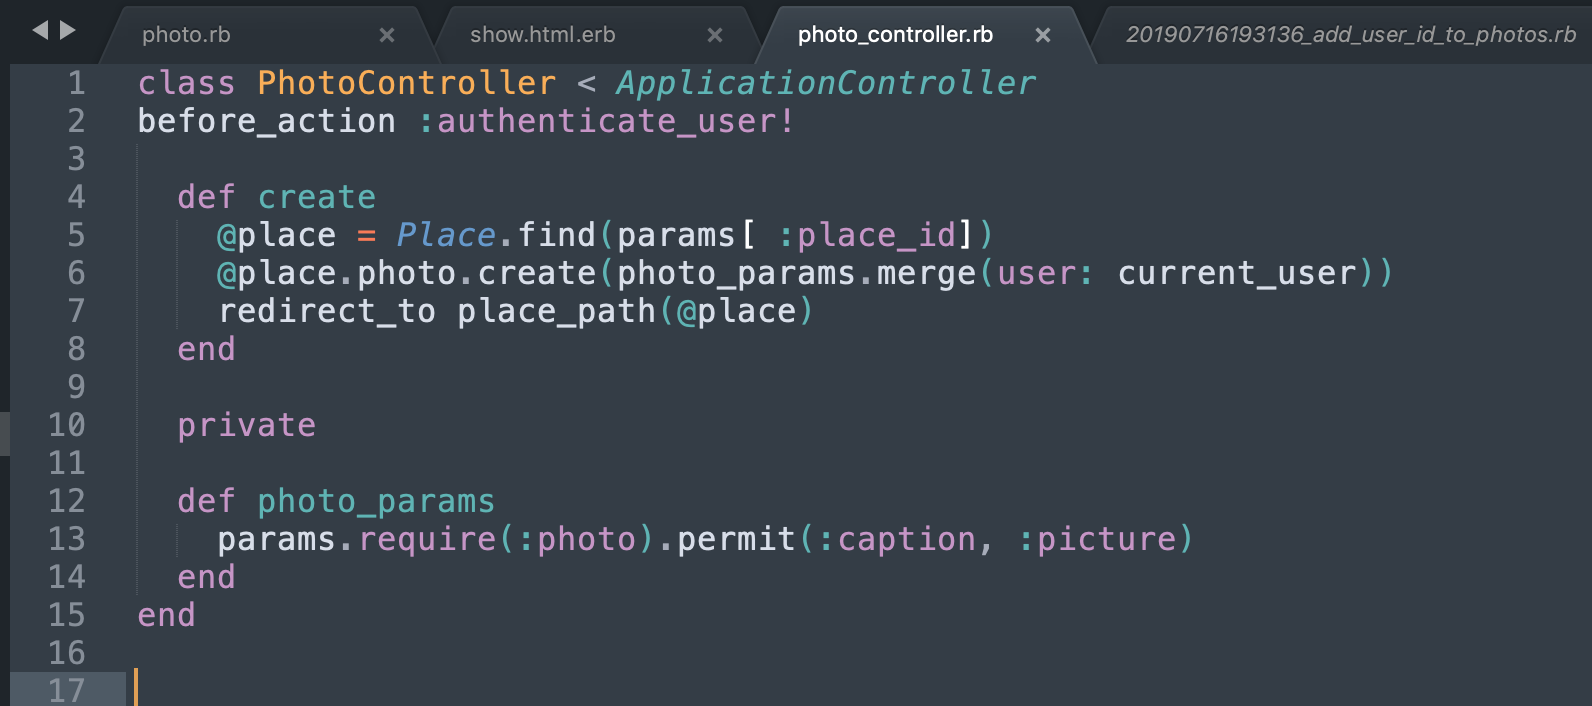 photo.rb × show.html.erb × photo_controller.rb × 20190716193136_add_user_id_to_photos.rb
1 class PhotoController < ApplicationController
2 before_action :authenticate_user!
3
4   def create
5     @place = Place.find(params[ :place_id])
6     @place.photo.create(photo_params.merge(user: current_user))
7     redirect_to place_path(@place)
8   end
9
10   private
11
12   def photo_params
13     params.require(:photo).permit(:caption, :picture)
14   end
15 end
16
17